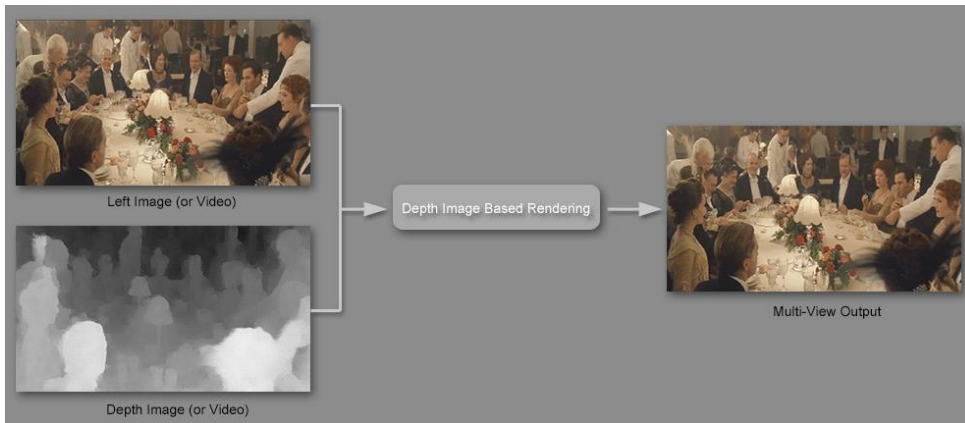 Left Image (or Video)
Depth Image Based Rendering
Multi-View Output
Depth Image (or Video)